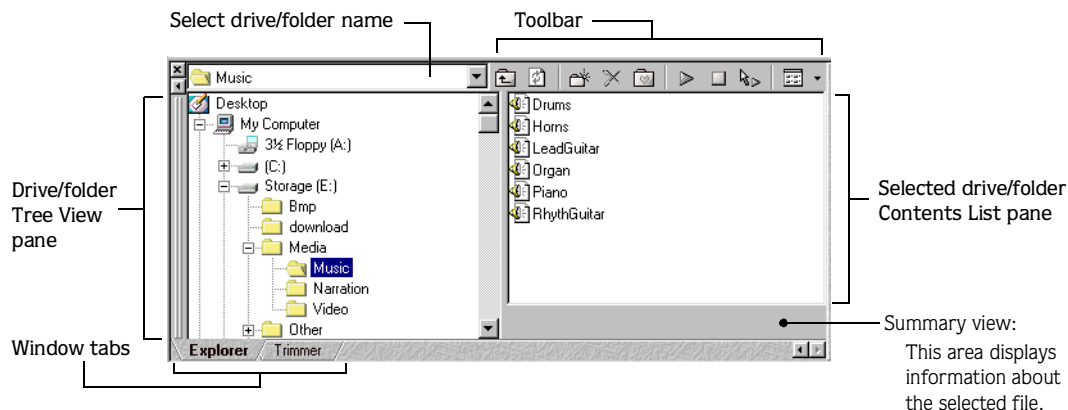 Select drive/folder name
Toolbar
Music
Desktop
My Computer
3½ Floppy (A:)
(C:)
Storage (E:)
Bmp
download
Media
Music
Narration
Video
Other
Drums
Horns
LeadGuitar
Organ
Piano
RhythGuitar
Drive/folder
Tree View
pane
Selected drive/folder
Contents List pane
Window tabs
Explorer
Trimmer
Summary view:
This area displays
information about
the selected file.